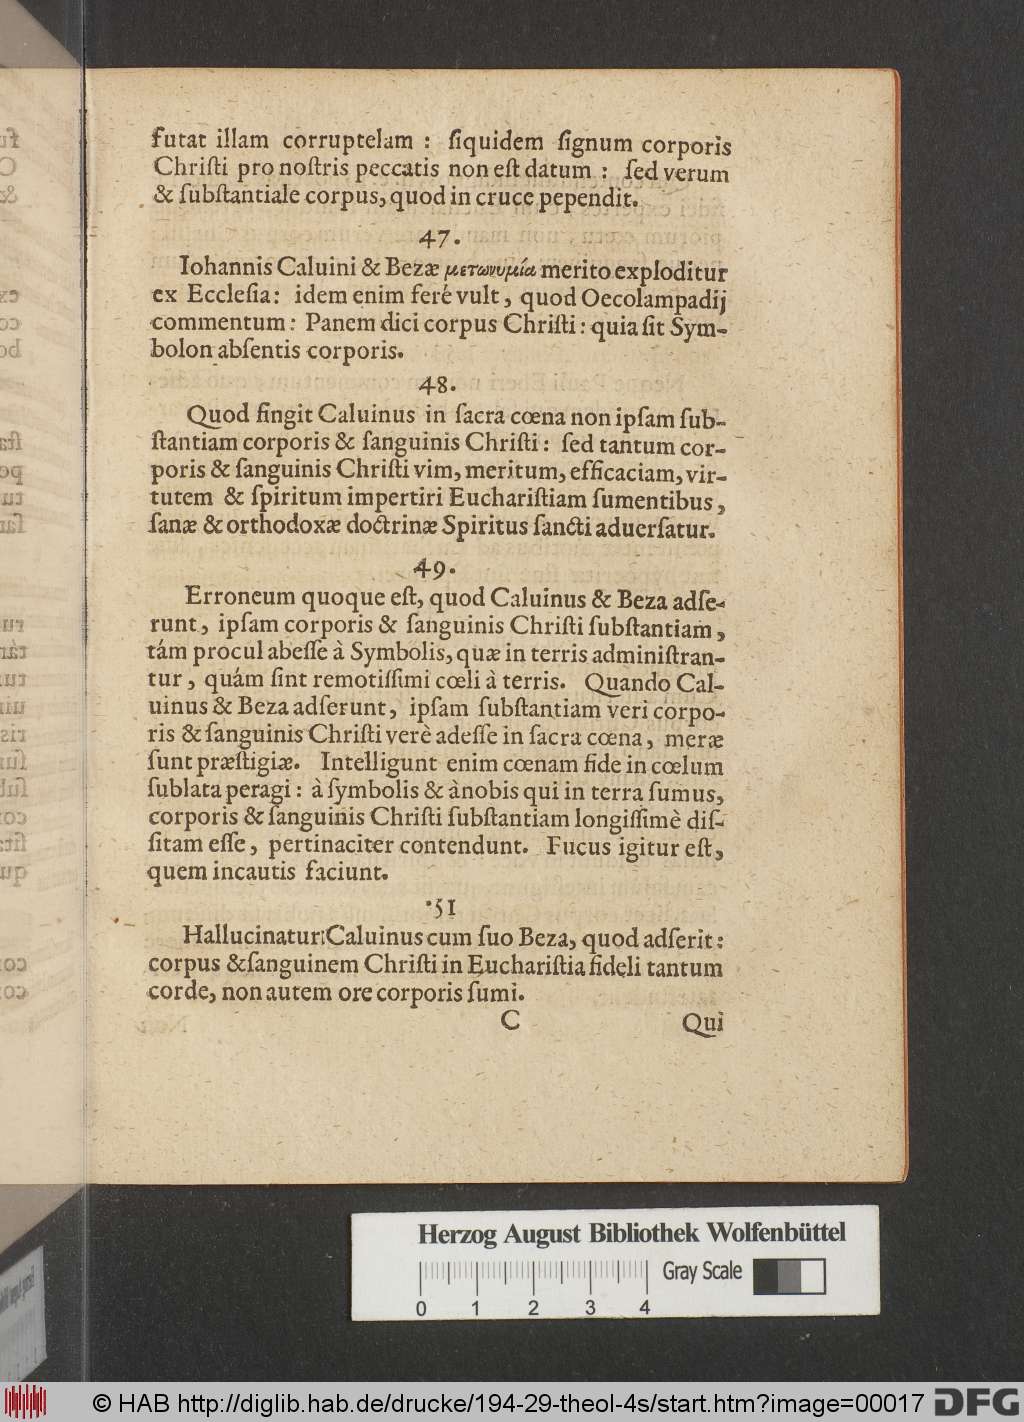 futat illam corruptelam : ſiquidem ſignum corporis
Chriſti pro noſtris peccatis non eſt datum : ſed verum
& ſubſtantiale corpus, quod in cruce pependit.
47.
Iohannis Caluini & Bezæ μετωνυμία merito exploditur
ex Eccleſia: idem enim feré vult, quod Oecolampadij
commentum: Panem dici corpus Chriſti: quia ſit Sym-
bolon abſentis corporis.
48.
Quod fingit Caluinus in ſacra cœna non ipſam ſub-
ſtantiam corporis & ſanguinis Chriſti: ſed tantum cor-
poris & ſanguinis Chriſti vim, meritum, efficaciam, vir-
tutem & ſpiritum impertiri Euchariſtiam ſumentibus,
ſanæ & orthodoxæ doctrinæ Spiritus ſancti aduerſatur.
49.
Erroneum quoque eſt, quod Caluinus & Beza adſe-
runt, ipſam corporis & ſanguinis Chriſti ſubſtantiam,
tám procul abeſſe à Symbolis, quæ in terris adminiſtran-
tur, quám ſint remotiſſimi cœli à terris. Quando Cal-
uinus & Beza adſerunt, ipſam ſubſtantiam veri corpo-
ris & ſanguinis Chriſti verè adeſſe in ſacra cœna, meræ
ſunt præſtigiæ. Intelligunt enim cœnam fide in cœlum
ſublata peragi: à ſymbolis & ànobis qui in terra ſumus,
corporis & ſanguinis Chriſti ſubſtantiam longiſſimè diſ-
ſitam eſſe, pertinaciter contendunt. Fucus igitur eſt,
quem incautis faciunt.
·51
Hallucinatur Caluinus cum ſuo Beza, quod adſerit:
corpus &ſanguinem Chriſti in Euchariſtia fideli tantum
corde, non autem ore corporis ſumi.
C Qui
Herzog August Bibliothek Wolfenbüttel
Gray Scale
0 1 2 3 4
© HAB http://diglib.hab.de/drucke/194-29-theol-4s/start.htm?image=00017 DFG